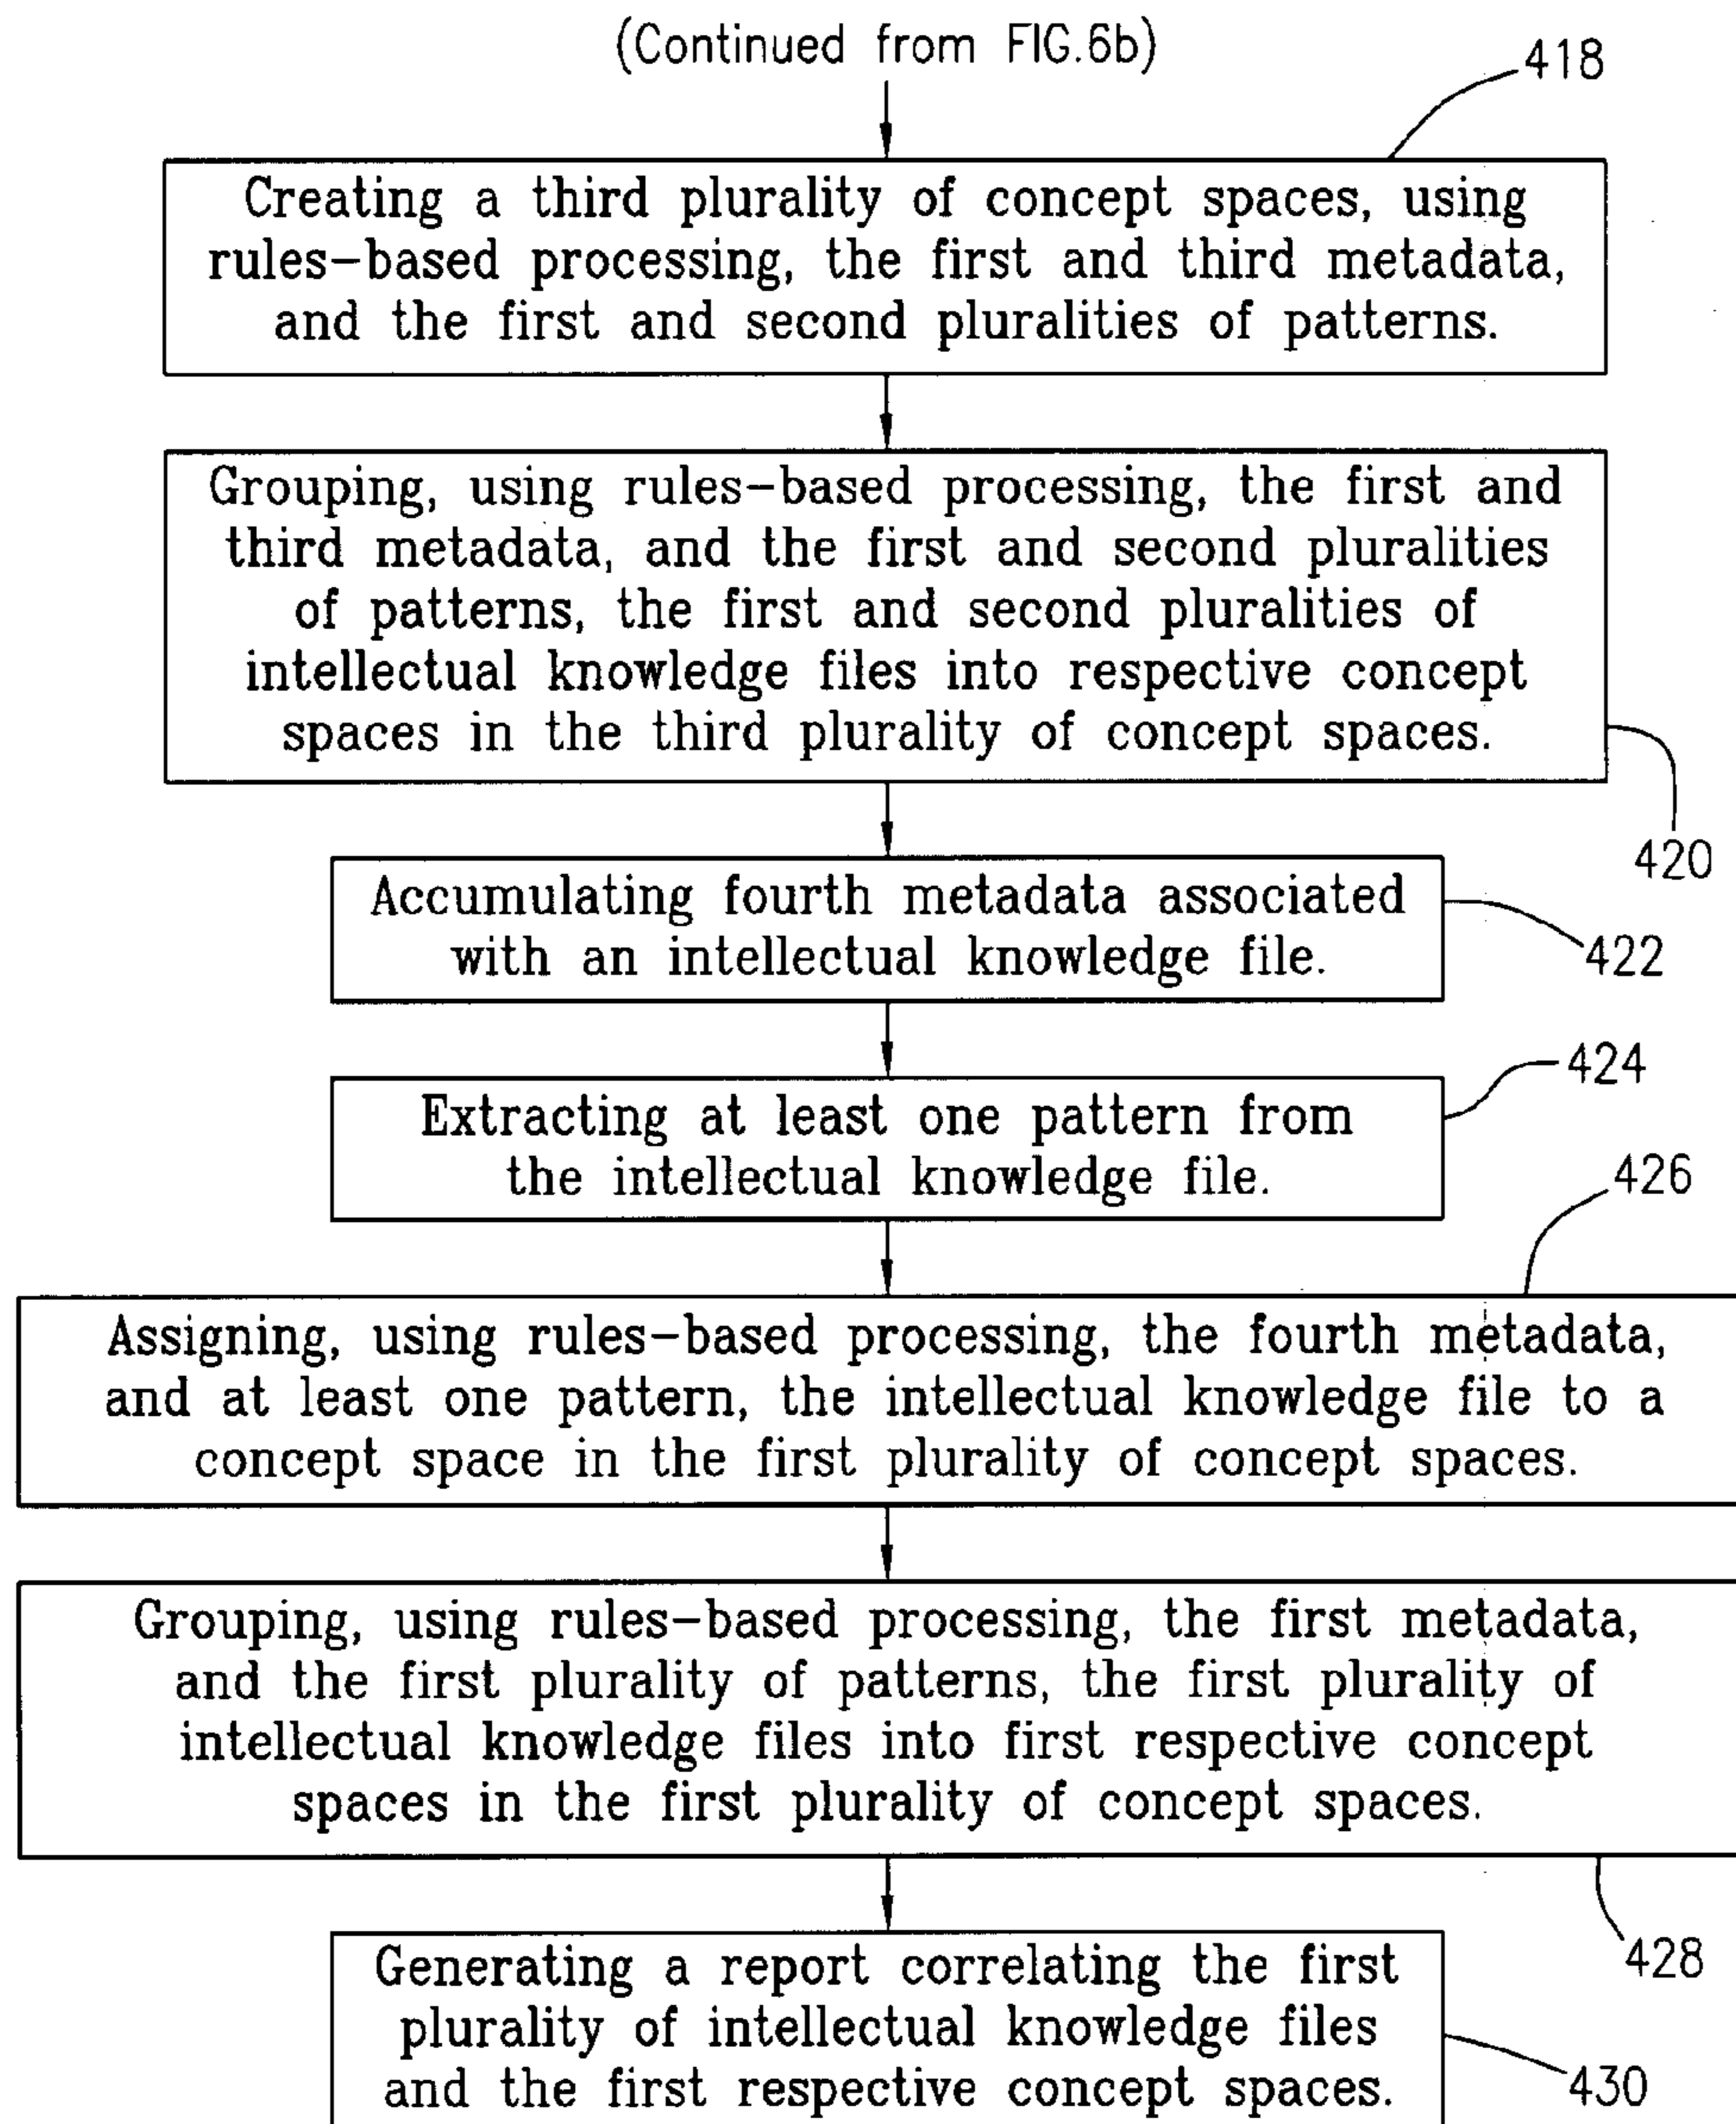 (Continued from FIG.6b)
418
Creating a third plurality of concept spaces, using
rules-based processing, the first and third metadata,
and the first and second pluralities of patterns.
Grouping, using rules-based processing, the first and
third metadata, and the first and second pluralities
of patterns, the first and second pluralities of
intellectual knowledge files into respective concept
spaces in the third plurality of concept spaces.
420
Accumulating fourth metadata associated
with an intellectual knowledge file.
422
424
Extracting at least one pattern from
the intellectual knowledge file.
426
Assigning, using rules-based processing, the fourth metadata,
and at least one pattern, the intellectual knowledge file to a
concept space in the first plurality of concept spaces.
Grouping, using rules-based processing, the first metadata,
and the first plurality of patterns, the first plurality of
intellectual knowledge files into first respective concept
spaces in the first plurality of concept spaces.
428
Generating a report correlating the first
plurality of intellectual knowledge files
and the first respective concept spaces.
430